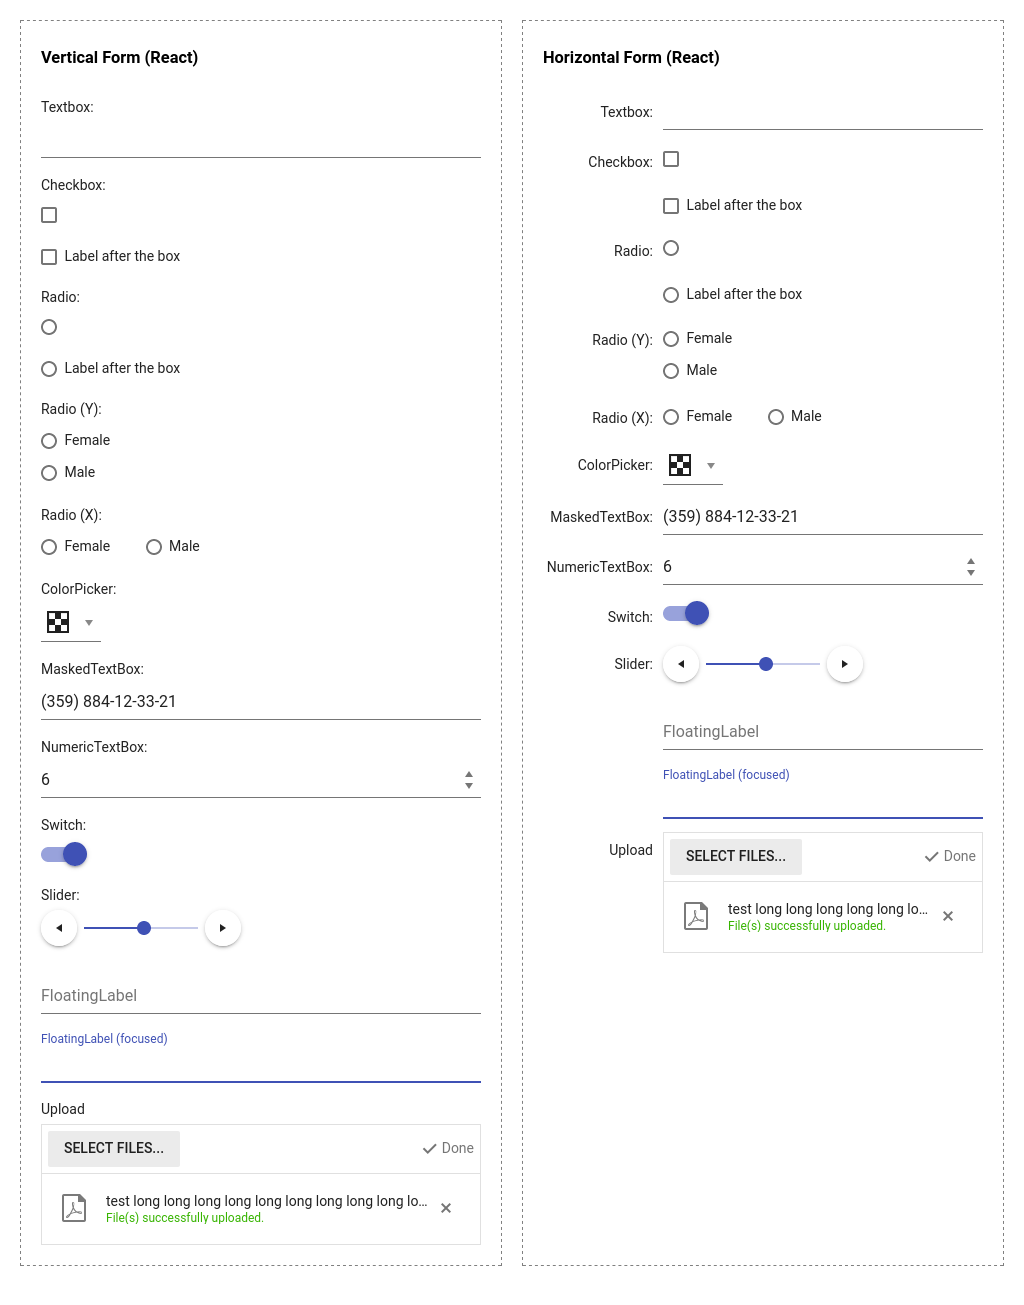 Vertical Form (React)
Textbox:
Checkbox:
Label after the box
Radio:
Label after the box
Radio (Y):
Female
Male
Radio (X):
Female Male
ColorPicker:
MaskedTextBox:
(359) 884-12-33-21
NumericTextBox:
6
Switch:
Slider:
FloatingLabel
FloatingLabel (focused)
Upload
SELECT FILES... Done
test long long long long long long long long long lo...
File(s) successfully uploaded.
Horizontal Form (React)
Textbox:
Checkbox:
Label after the box
Radio:
Label after the box
Radio (Y): Female
Male
Radio (X): Female Male
ColorPicker:
MaskedTextBox: (359) 884-12-33-21
NumericTextBox: 6
Switch:
Slider:
FloatingLabel
FloatingLabel (focused)
Upload SELECT FILES... Done
test long long long long long lo...
File(s) successfully uploaded.